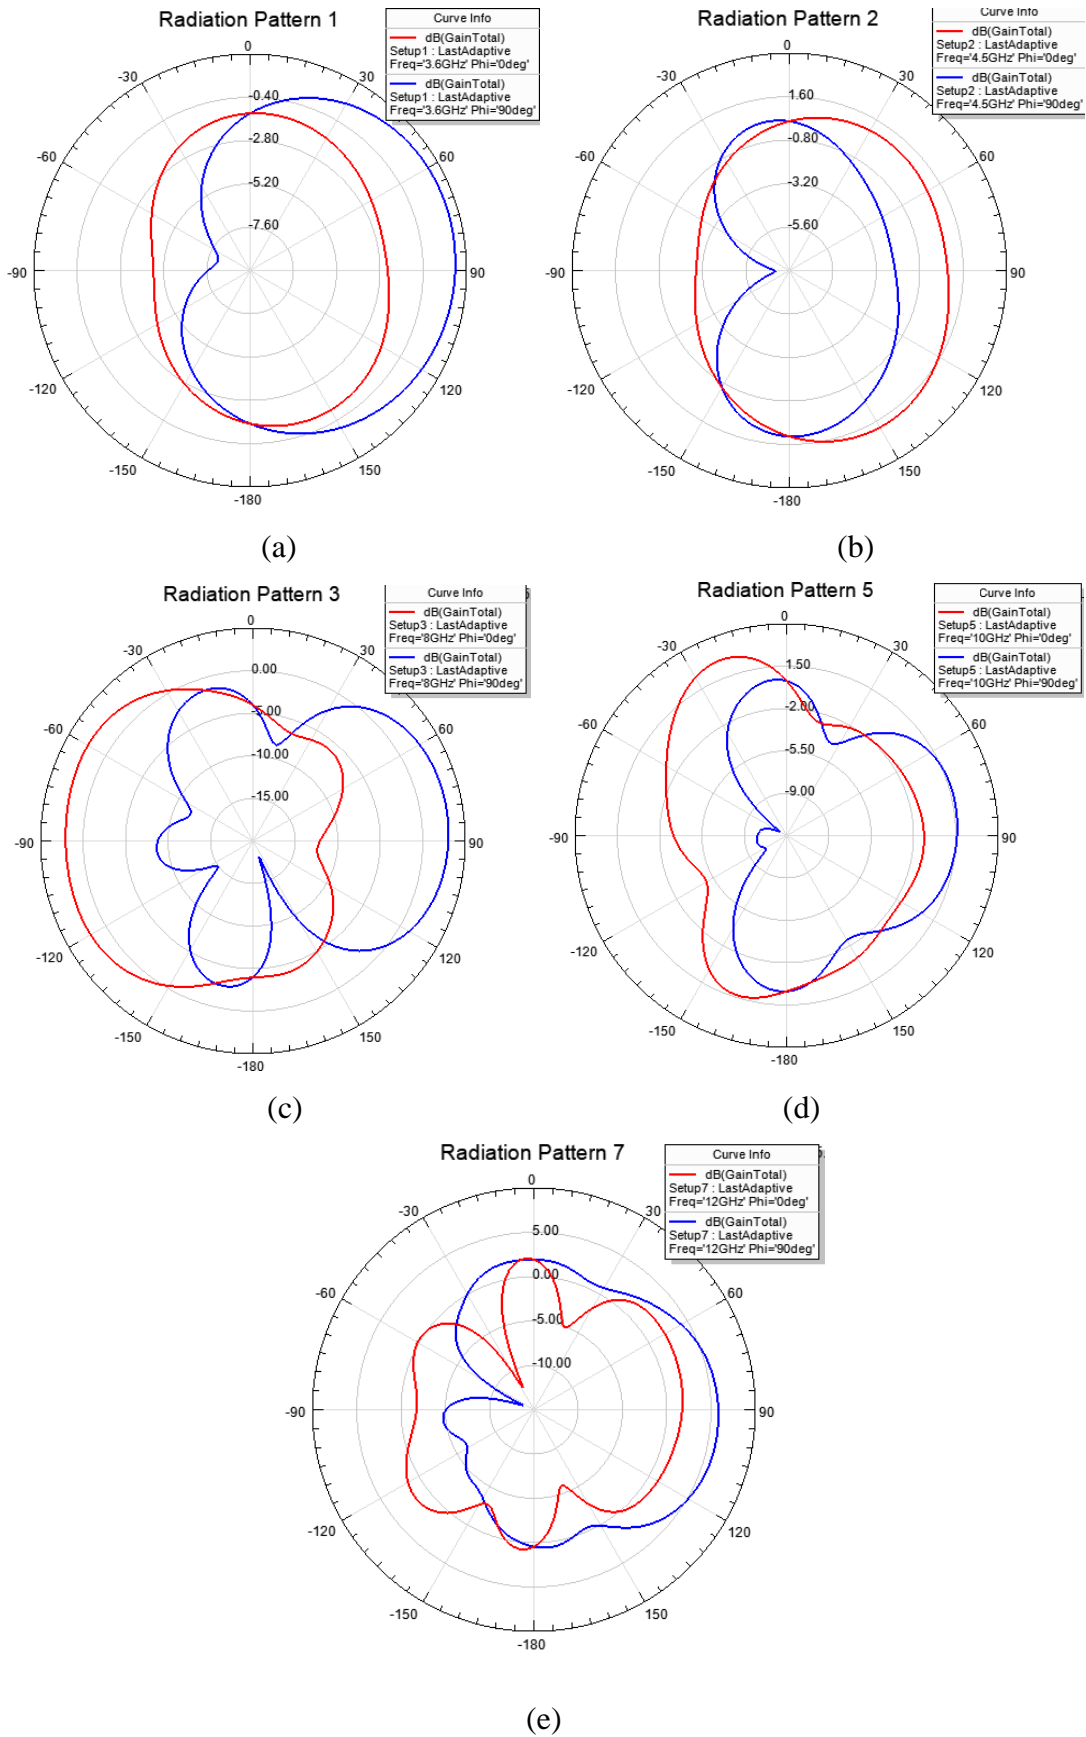 Radiation Pattern 1
Curve Info
dB(GainTotal)
Setup1 : LastAdaptive
Freq='3.6GHz' Phi='0deg'
dB(GainTotal)
Setup1 : LastAdaptive
Freq='3.6GHz' Phi='90deg'
0
-30
30
-0.40
-60
-2.80
60
-5.20
-7.60
-90
90
-120
120
-150
150
-180
(a)
Radiation Pattern 2
Curve Info
dB(GainTotal)
Setup2 : LastAdaptive
Freq='4.5GHz' Phi='0deg'
dB(GainTotal)
Setup2 : LastAdaptive
Freq='4.5GHz' Phi='90deg'
0
-30
30
1.60
-60
-0.80
60
-3.20
-5.60
-90
90
-120
120
-150
150
-180
(b)
Radiation Pattern 3
Curve Info
dB(GainTotal)
Setup3 : LastAdaptive
Freq='8GHz' Phi='0deg'
dB(GainTotal)
Setup3 : LastAdaptive
Freq='8GHz' Phi='90deg'
0
-30
30
0.00
-60
-5.00
60
-10.00
-15.00
-90
90
-120
120
-150
150
-180
(c)
Radiation Pattern 5
Curve Info
dB(GainTotal)
Setup5 : LastAdaptive
Freq='10GHz' Phi='0deg'
dB(GainTotal)
Setup5 : LastAdaptive
Freq='10GHz' Phi='90deg'
0
-30
30
1.50
-60
-2.00
60
-5.50
-9.00
-90
90
-120
120
-150
150
-180
(d)
Radiation Pattern 7
Curve Info
dB(GainTotal)
Setup7 : LastAdaptive
Freq='12GHz' Phi='0deg'
dB(GainTotal)
Setup7 : LastAdaptive
Freq='12GHz' Phi='90deg'
0
-30
30
5.00
-60
0.00
60
-5.00
-10.00
-90
90
-120
120
-150
150
-180
(e)